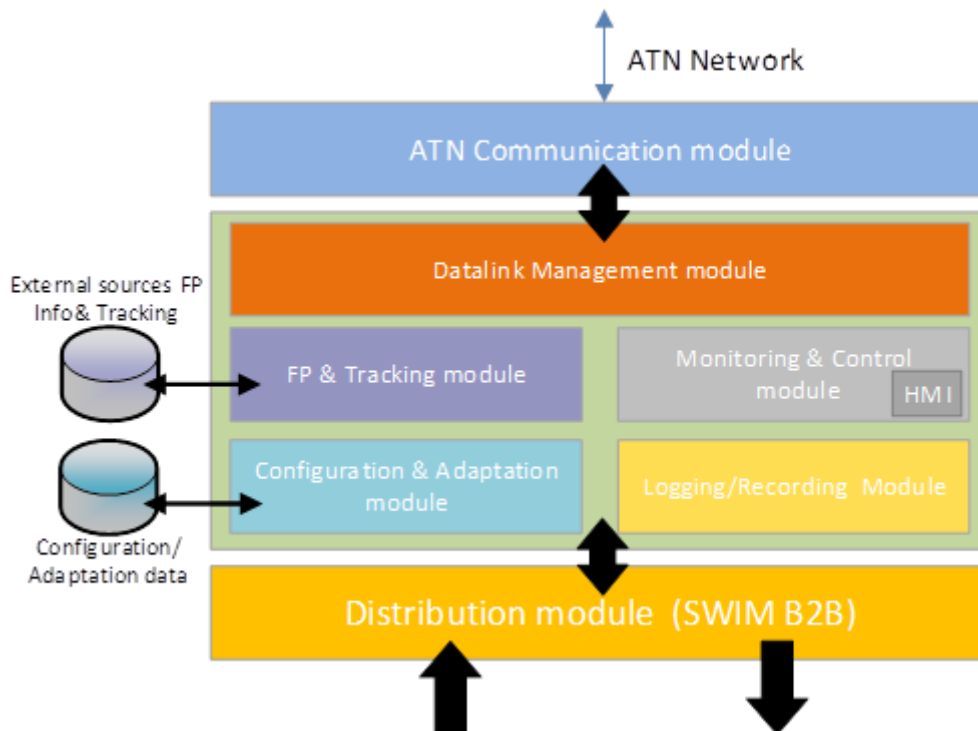 ATN Network
ATN Communication module
Datalink Management module
External sources FP
Info& Tracking
FP & Tracking module
Monitoring & Control
module
HMI
Configuration & Adaptation
module
Logging/Recording Module
Configuration/
Adaptation data
Distribution module (SWIM B2B)